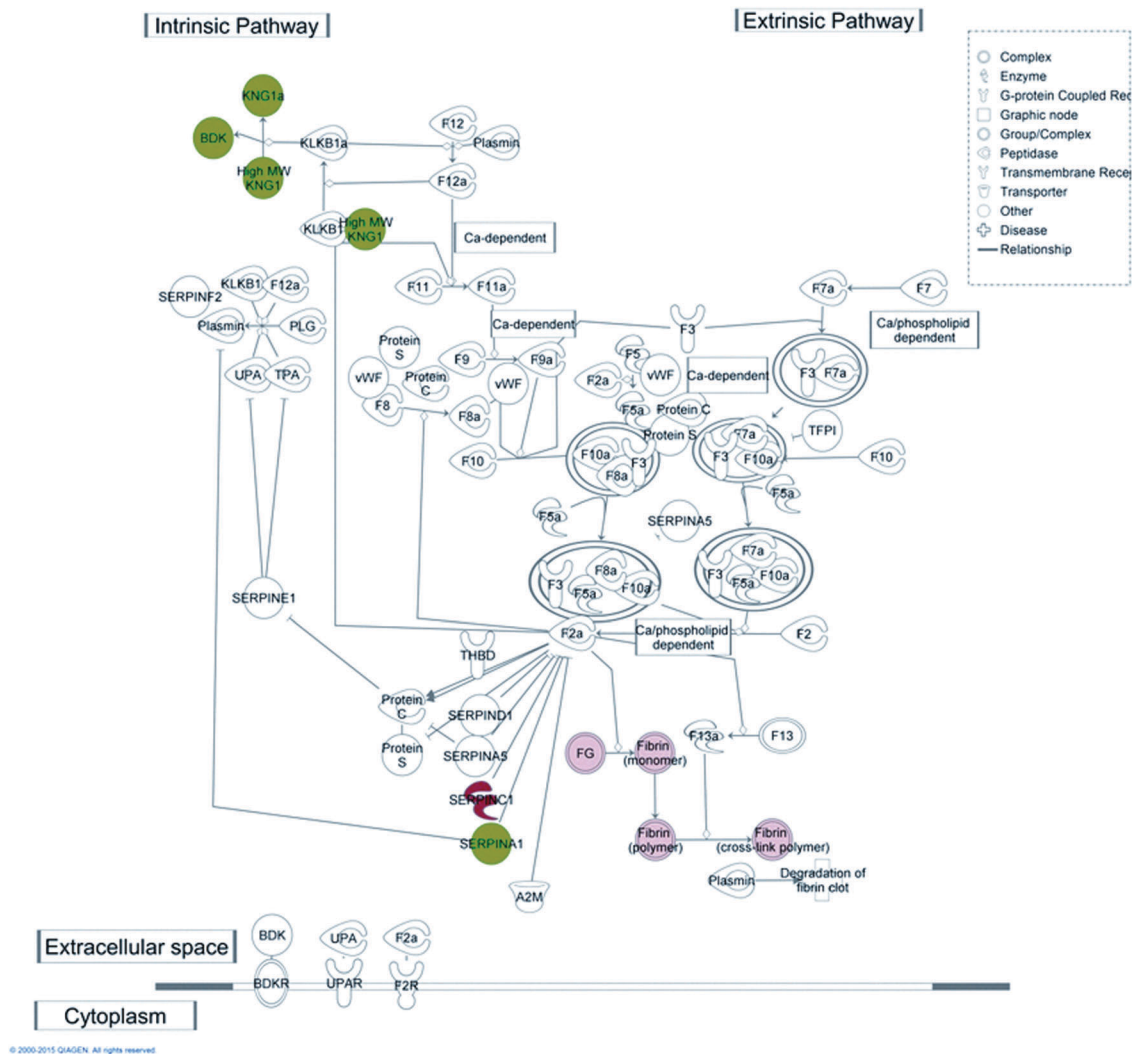 Intrinsic Pathway
Extrinsic Pathway
Complex
Enzyme
G-protein Coupled Rec
Graphic node
Group/Complex
Peptidase
Transmembrane Rece
Transporter
Other
Disease
Relationship
KNG1a
BDK
High MW
KNG1
KLKB1a
F12
Plasmin
F12a
KLKB1
High MW
KNG1
Ca-dependent
F11
F11a
SERPINF2
KLKB1
F12a
Plasmin
PLG
UPA
TPA
Ca-dependent
F3
F7a
F7
Ca/phospholipid
dependent
Protein
S
vWF
Protein
C
F8
F8a
F9
F9a
vWF
F10
F5
F2a
vWF
Ca-dependent
F5a
Protein C
Protein S
F3
F7a
TFPI
F10a
F3
F8a
F7a
F3
F10a
F10
F5a
F5a
SERPINA5
F3
F8a
F5a
F10a
F7a
F3
F5a
F10a
SERPINE1
F2a
Ca/phospholipid
dependent
F2
THBD
Protein
C
Protein
S
SERPIND1
SERPINA5
SERPINC1
SERPINA1
A2M
FG
Fibrin
(monomer)
F13a
F13
Fibrin
(polymer)
Fibrin
(cross-link polymer)
Plasmin
Degradation of
fibrin clot
Extracellular space
BDK
UPA
F2a
BDKR
UPAR
F2R
Cytoplasm
© 2000-2015 QIAGEN. All rights reserved.